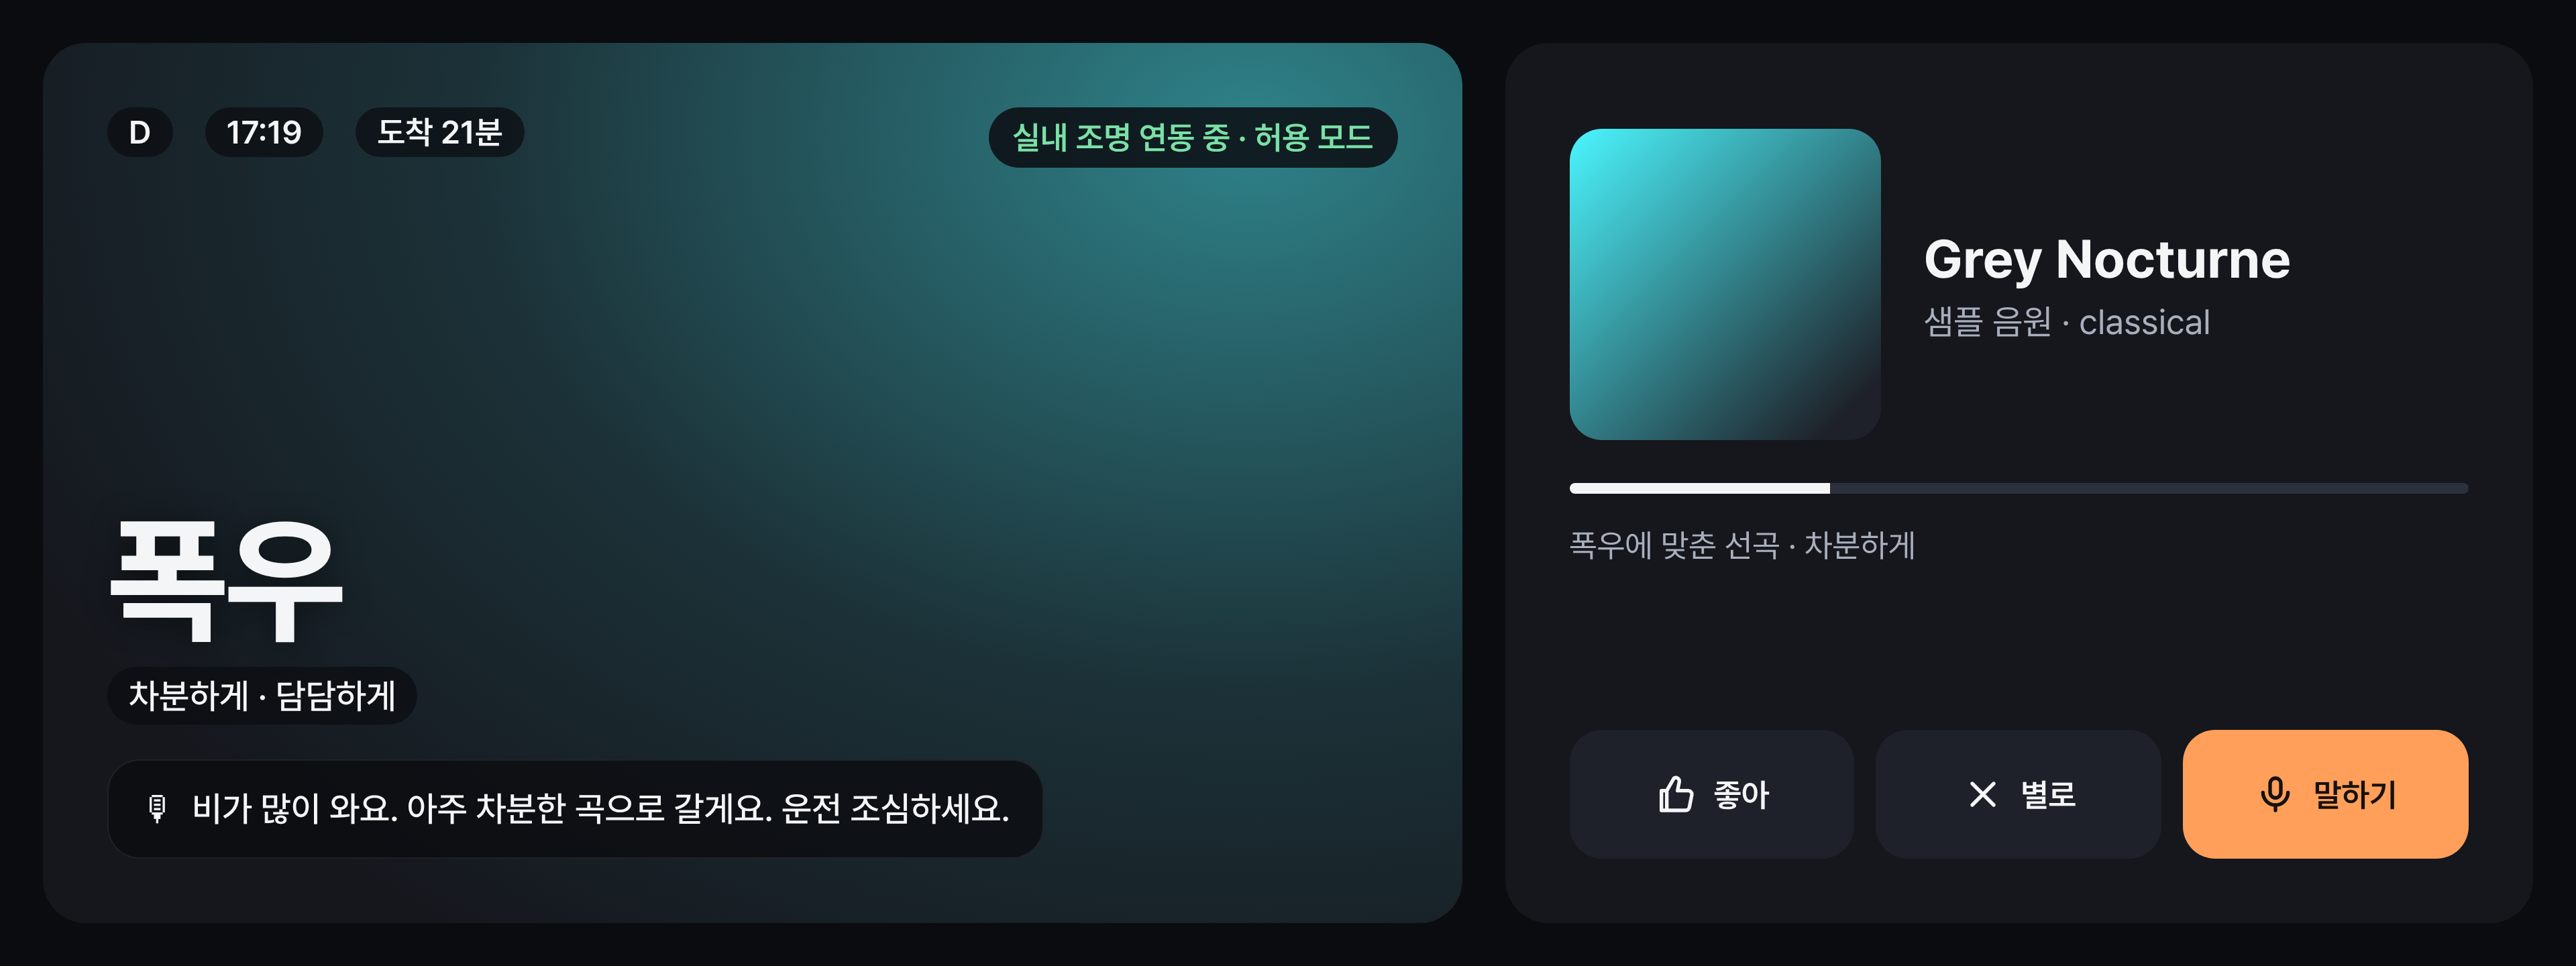 D 17:19 도착 21분
실내 조명 연동 중 · 허용 모드
폭우
차분하게 · 담담하게
비가 많이 와요. 아주 차분한 곡으로 갈게요. 운전 조심하세요.
Grey Nocturne
샘플 음원 · classical
폭우에 맞춘 선곡 · 차분하게
좋아 별로 말하기